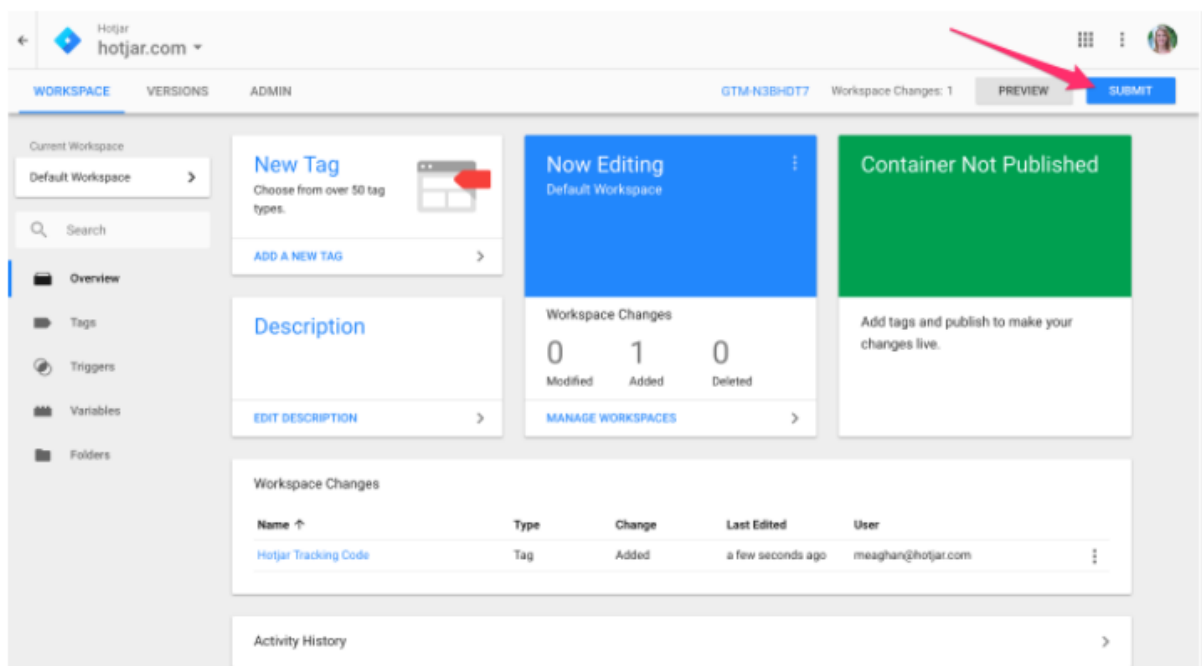 Hotjar
hotjar.com
WORKSPACE VERSIONS ADMIN GTM-N3BHDT7 Workspace Changes: 1 PREVIEW SUBMIT
Current Workspace
Default Workspace
Search
Overview
Tags
Triggers
Variables
Folders
New Tag
Choose from over 50 tag
types.
ADD A NEW TAG
Description
EDIT DESCRIPTION
Now Editing
Default Workspace
Workspace Changes
0 1 0
Modified Added Deleted
MANAGE WORKSPACES
Container Not Published
Add tags and publish to make your
changes live.
Workspace Changes
Name Type Change Last Edited User
Hotjar Tracking Code Tag Added a few seconds ago meaghan@hotjar.com
Activity History